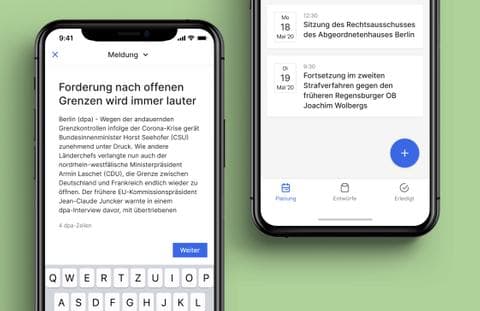 9:41
Meldung
Forderung nach offenen
Grenzen wird immer lauter
Berlin (dpa) - Wegen der andauernden
Grenzkontrollen infolge der Corona-Krise gerät
Bundesinnenminister Horst Seehofer (CSU)
zunehmend unter Druck. Wie andere
Länderchefs verlangte nun auch der
nordrhein-westfälische Ministerpräsident
Armin Laschet (CDU), die Grenze zwischen
Deutschland und Frankreich endlich wieder zu
öffnen. Der frühere EU-Kommissionspräsident
Jean-Claude Juncker warnte in einem
dpa-Interview davor, mit übertriebenen
4 dpa-Zeilen
Weiter
Q W E R T Z U I O P
A S D F G H J K L
Mo
18
Mai '20
12:30
Sitzung des Rechtsausschusses
des Abgeordnetenhauses Berlin
Di
19
Mai '20
9:30
Fortsetzung im zweiten
Strafverfahren gegen den
früheren Regensburger OB
Joachim Wolbergs
Planung
Entwürfe
Erledigt